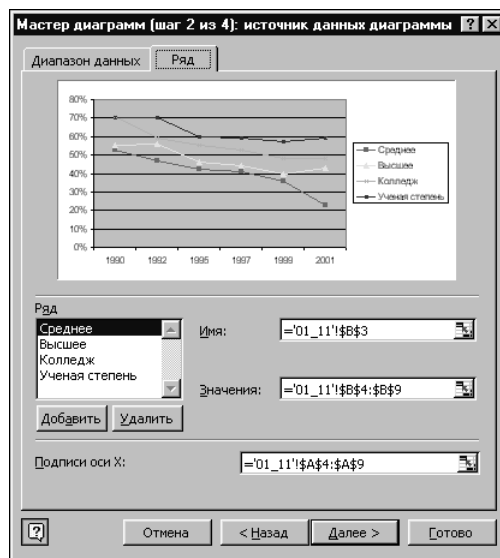 Мастер диаграмм (шаг 2 из 4): источник данных диаграммы
Диапазон данных Ряд
80%
70%
60%
50%
40%
30%
20%
10%
0%
1990 1992 1995 1997 1999 2001
Среднее
Высшее
Колледж
Ученая степень
Ряд
Среднее
Высшее
Колледж
Ученая степень
Имя: ='01_11'!$B$3
Значения: ='01_11'!$B$4:$B$9
Добавить Удалить
Подписи оси X: ='01_11'!$A$4:$A$9
Отмена < Назад Далее > Готово